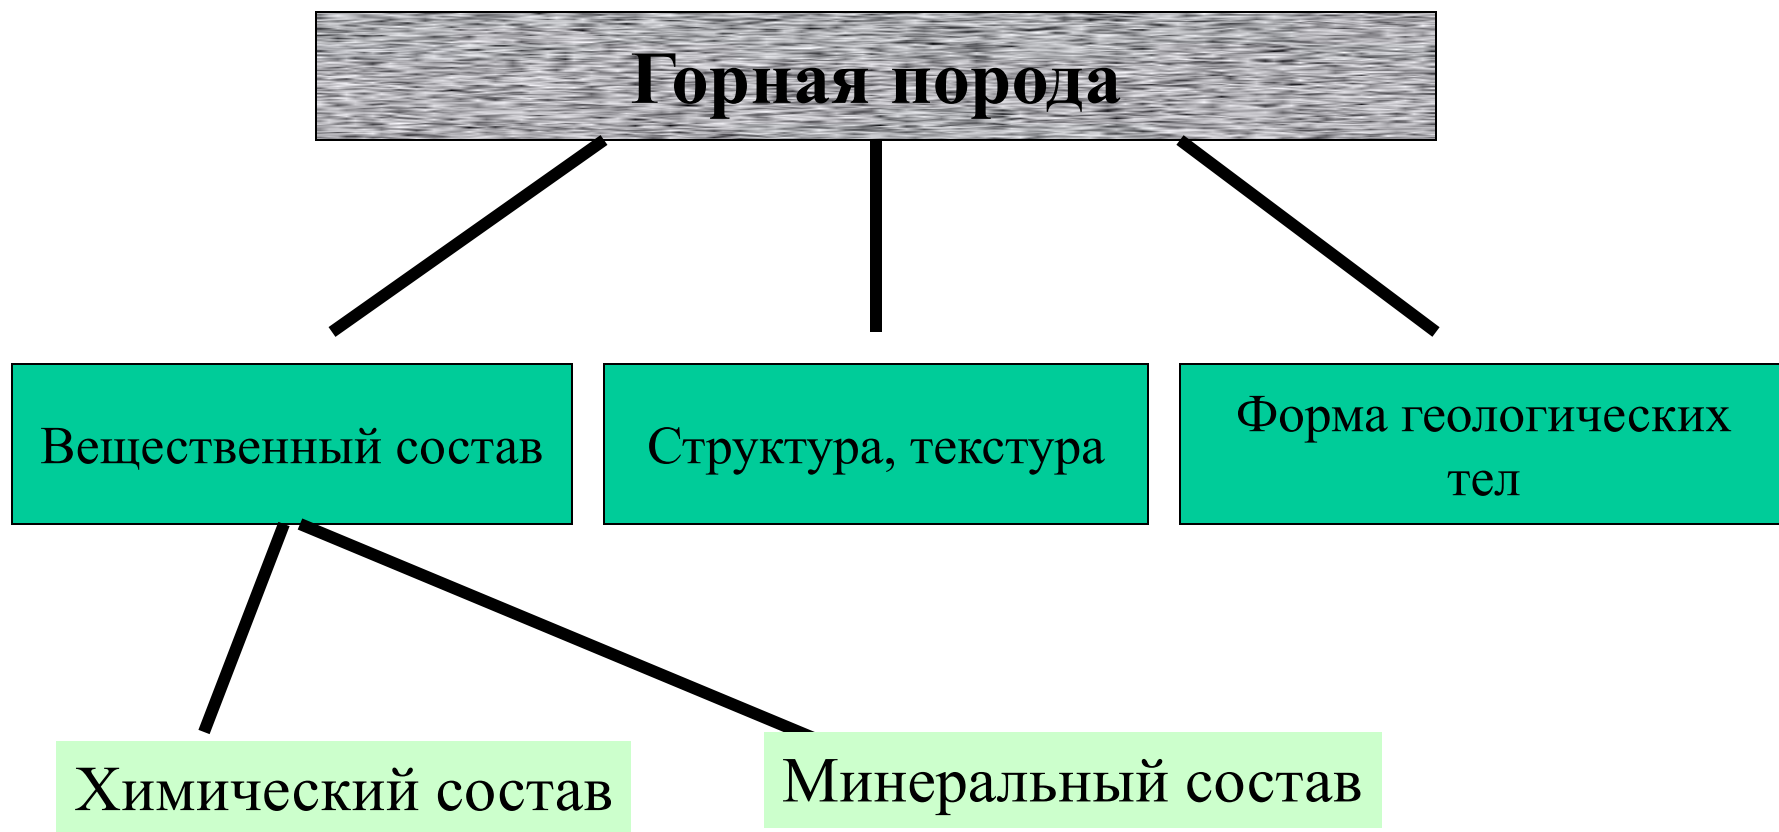 Горная порода
Вещественный состав
Структура, текстура
Форма геологических
тел
Химический состав
Минеральный состав